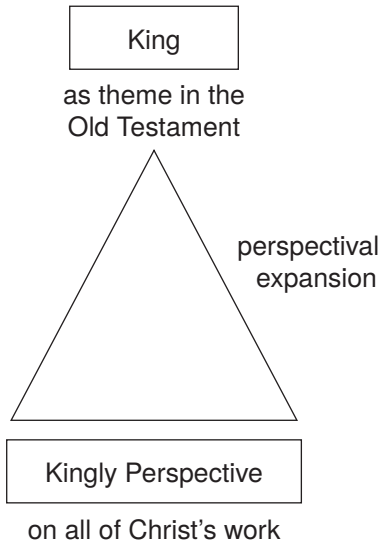 King
as theme in the
Old Testament
perspectival
expansion
Kingly Perspective
on all of Christ's work